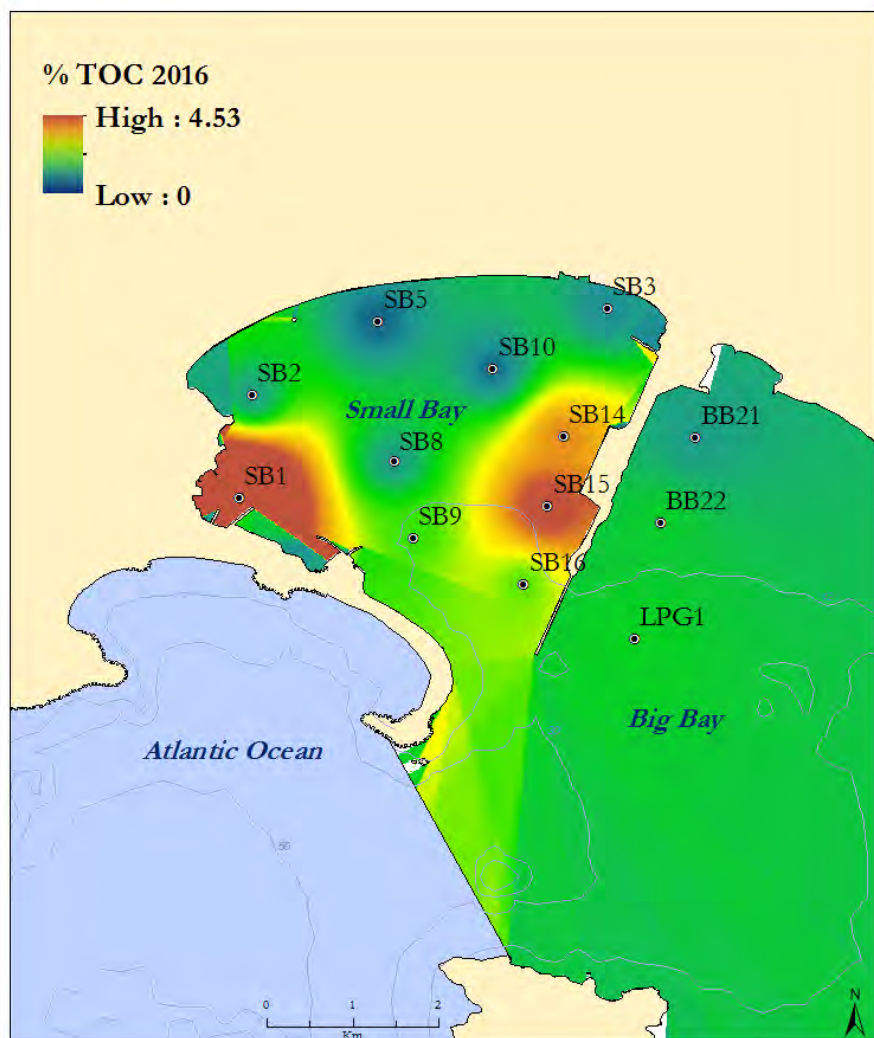 % TOC 2016
High : 4.53
Low : 0
SB3
SB5
SB10
SB2
Small Bay
SB14
BB21
SB8
SB1
SB15
BB22
SB9
SB16
LPG1
Big Bay
Atlantic Ocean
50
0 1 2
Km
N